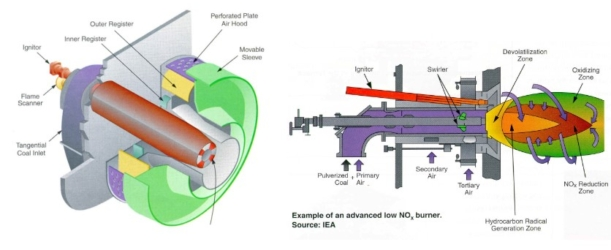 Outer Register
Perforated Plate
Air Hood
Inner Register
Movable
Sleeve
Ignitor
Flame
Scanner
Tangential
Coal Inlet
Devolatilization
Zone
Ignitor
Swirler
Oxidizing
Zone
Pulverized
Coal
Primary
Air
Secondary
Air
Tertiary
Air
NOx Reduction
Zone
Hydrocarbon Radical
Generation Zone
Example of an advanced low NOx burner.
Source: IEA